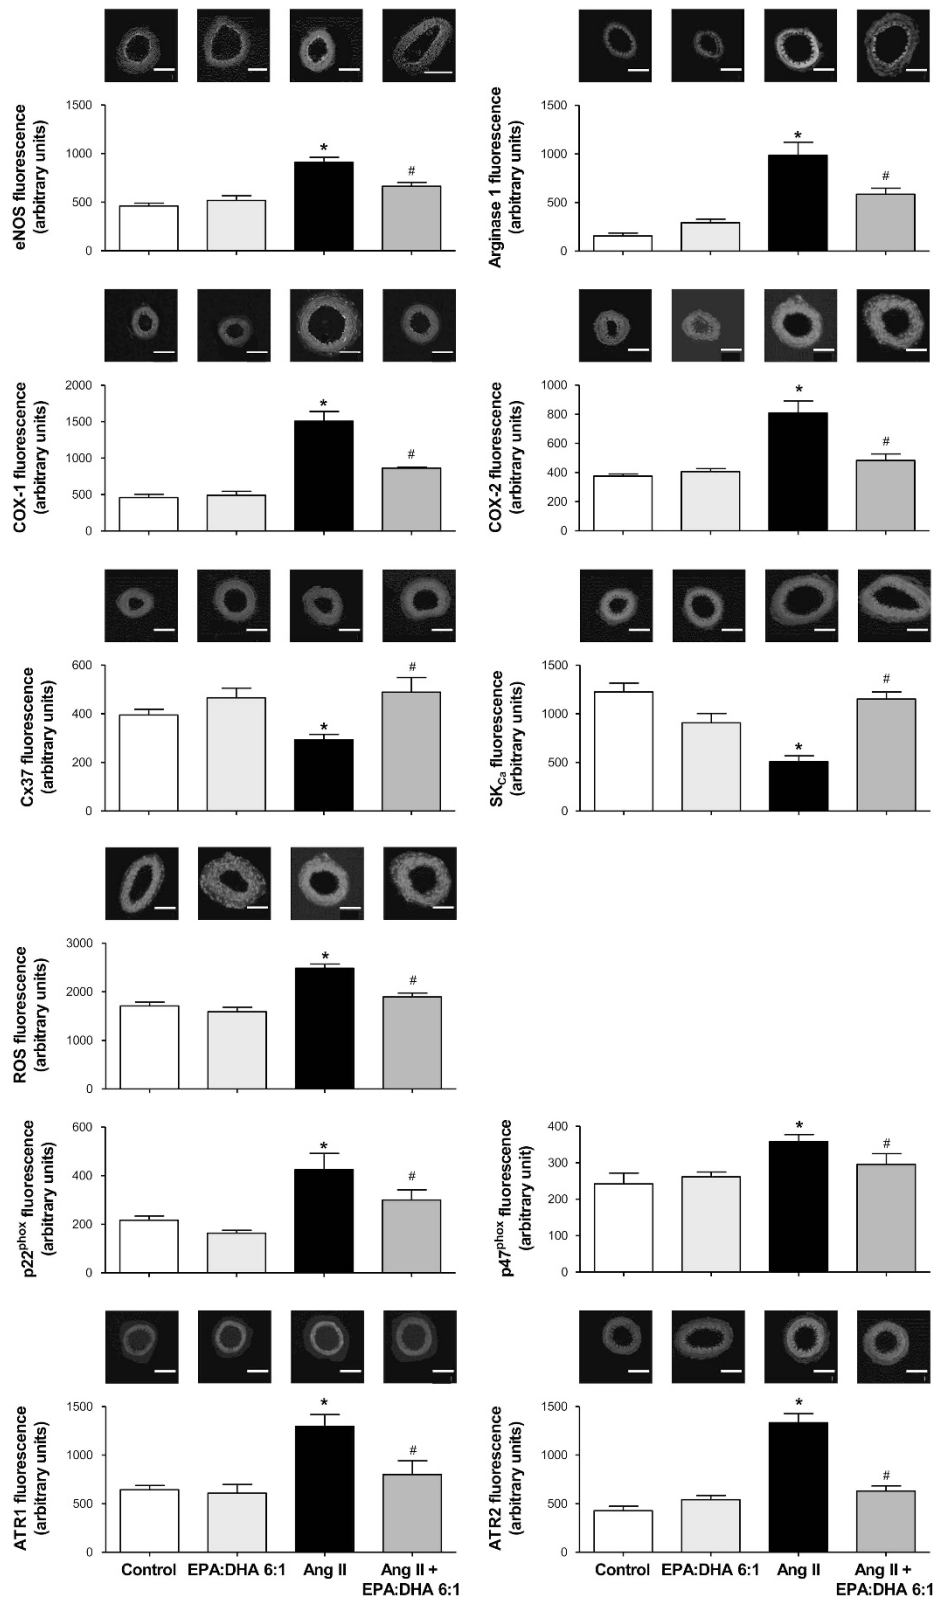 eNOS fluorescence
(arbitrary units)
1500
1000
500
0
*
#
Arginase 1 fluorescence
(arbitrary units)
1500
1000
500
0
*
#
COX-1 fluorescence
(arbitrary units)
2000
1500
1000
500
0
*
#
COX-2 fluorescence
(arbitrary units)
1000
800
600
400
200
0
*
#
Cx37 fluorescence
(arbitrary units)
600
400
200
0
*
#
SKCa fluorescence
(arbitrary units)
1500
1000
500
0
*
#
ROS fluorescence
(arbitrary units)
3000
2000
1000
0
*
#
p22phox fluorescence
(arbitrary units)
600
400
200
0
*
#
p47phox fluorescence
(arbitrary unit)
400
300
200
100
0
*
#
ATR1 fluorescence
(arbitrary units)
1500
1000
500
0
*
#
Control
EPA:DHA 6:1
Ang II
Ang II +
EPA:DHA 6:1
ATR2 fluorescence
(arbitrary units)
1500
1000
500
0
*
#
Control
EPA:DHA 6:1
Ang II
Ang II +
EPA:DHA 6:1